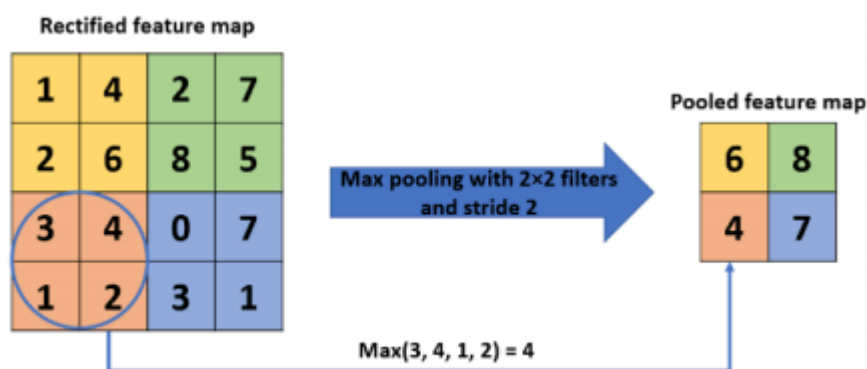 Rectified feature map
1 4 2 7
2 6 8 5
3 4 0 7
1 2 3 1
Max pooling with 2×2 filters
and stride 2
Pooled feature map
6 8
4 7
Max(3, 4, 1, 2) = 4